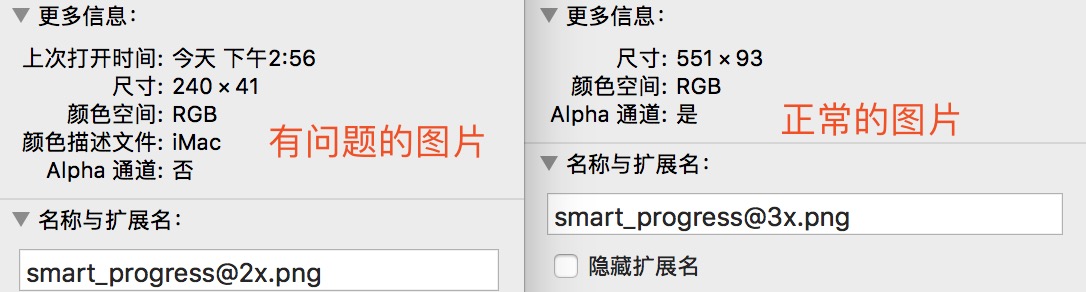 更多信息：
上次打开时间: 今天 下午2:56
尺寸: 240 × 41
颜色空间: RGB
颜色描述文件: iMac
Alpha 通道: 否
有问题的图片
名称与扩展名：
smart_progress@2x.png
更多信息：
尺寸: 551 × 93
颜色空间: RGB
Alpha 通道: 是
正常的图片
名称与扩展名：
smart_progress@3x.png
隐藏扩展名